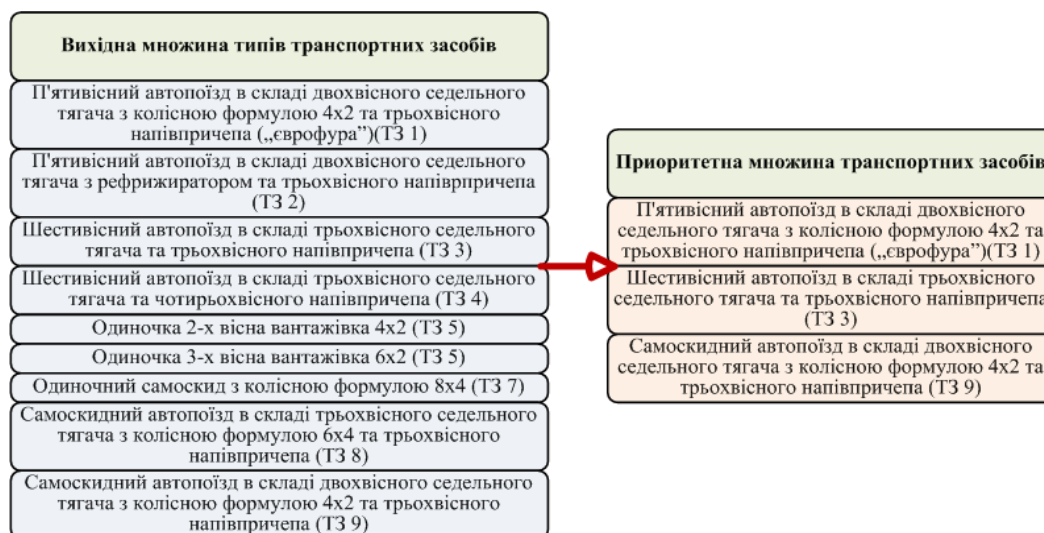 Вихідна множина типів транспортних засобів
П'ятивісний автопоїзд в складі двохвісного седельного
тягача з колісною формулою 4х2 та трьохвісного
напівпричепа („єврофура”)(ТЗ 1)
П'ятивісний автопоїзд в складі двохвісного седельного
тягача з рефрижиратором та трьохвісного напіврпричепа
(ТЗ 2)
Шестивісний автопоїзд в складі трьохвісного седельного
тягача та трьохвісного напівпричепа (ТЗ 3)
Шестивісний автопоїзд в складі трьохвісного седельного
тягача та чотирьохвісного напівпричепа (ТЗ 4)
Одиночка 2-х вісна вантажівка 4х2 (ТЗ 5)
Одиночка 3-х вісна вантажівка 6х2 (ТЗ 5)
Одиночний самоскид з колісною формулою 8х4 (ТЗ 7)
Самоскидний автопоїзд в складі трьохвісного седельного
тягача з колісною формулою 6х4 та трьохвісного
напівпричепа (ТЗ 8)
Самоскидний автопоїзд в складі двохвісного седельного
тягача з колісною формулою 4х2 та трьохвісного
напівпричепа (ТЗ 9)
Приоритетна множина транспортних засобів
П'ятивісний автопоїзд в складі двохвісного
седельного тягача з колісною формулою 4х2 та
трьохвісного напівпричепа („єврофура”)(ТЗ 1)
Шестивісний автопоїзд в складі трьохвісного
седельного тягача та трьохвісного напівпричепа
(ТЗ 3)
Самоскидний автопоїзд в складі двохвісного
седельного тягача з колісною формулою 4х2 та
трьохвісного напівпричепа (ТЗ 9)